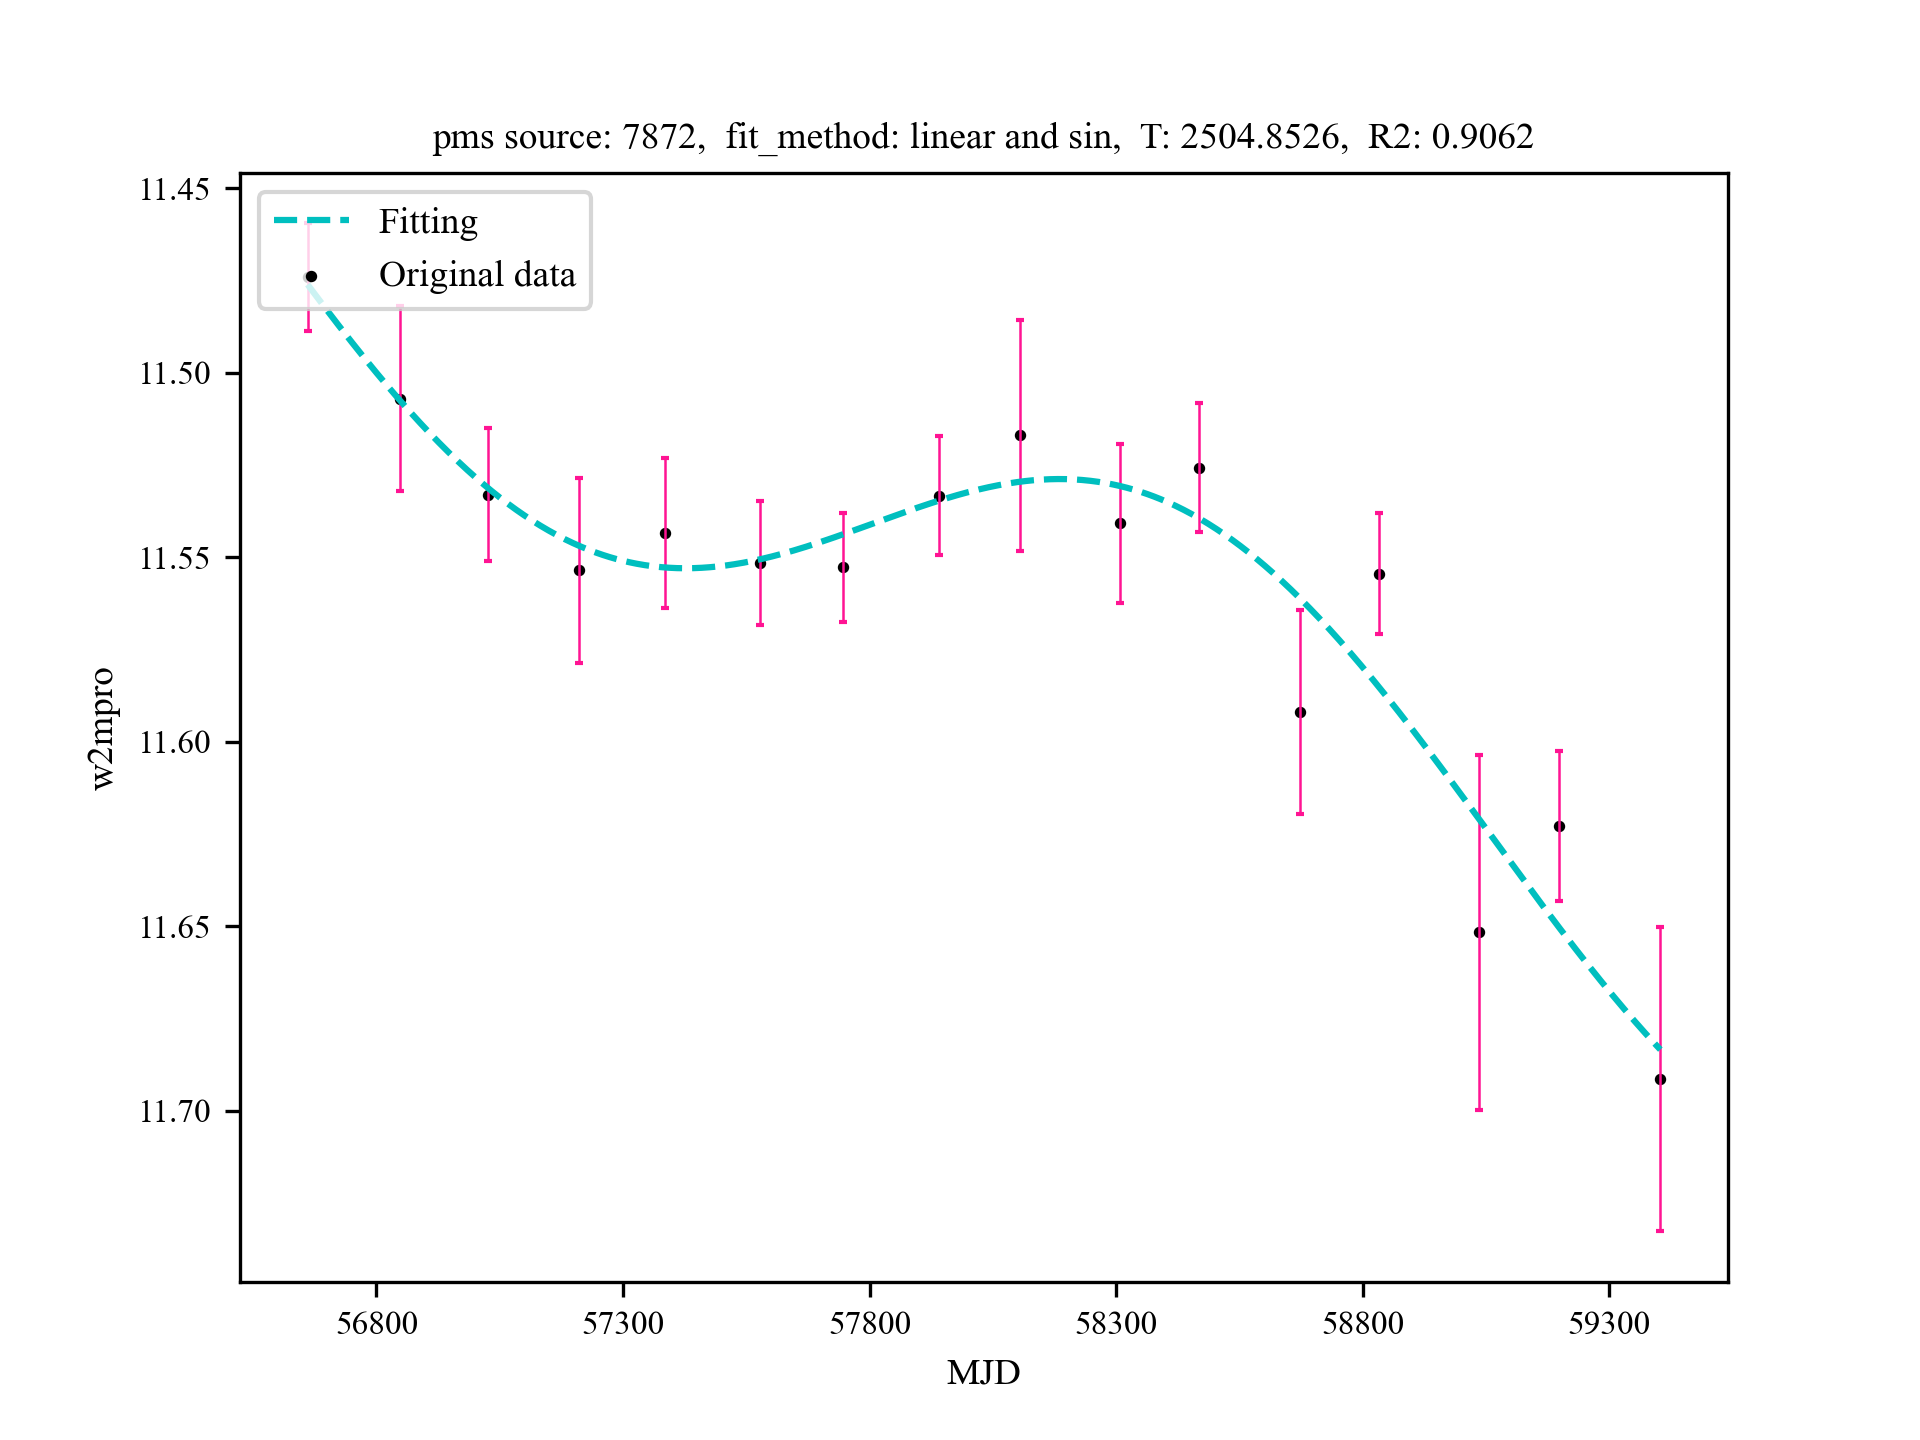 pms source: 7872, fit_method: linear and sin, T: 2504.8526, R2: 0.9062
Fitting
Original data
11.45
11.50
11.55
11.60
11.65
11.70
w2mpro
56800 57300 57800 58300 58800 59300
MJD